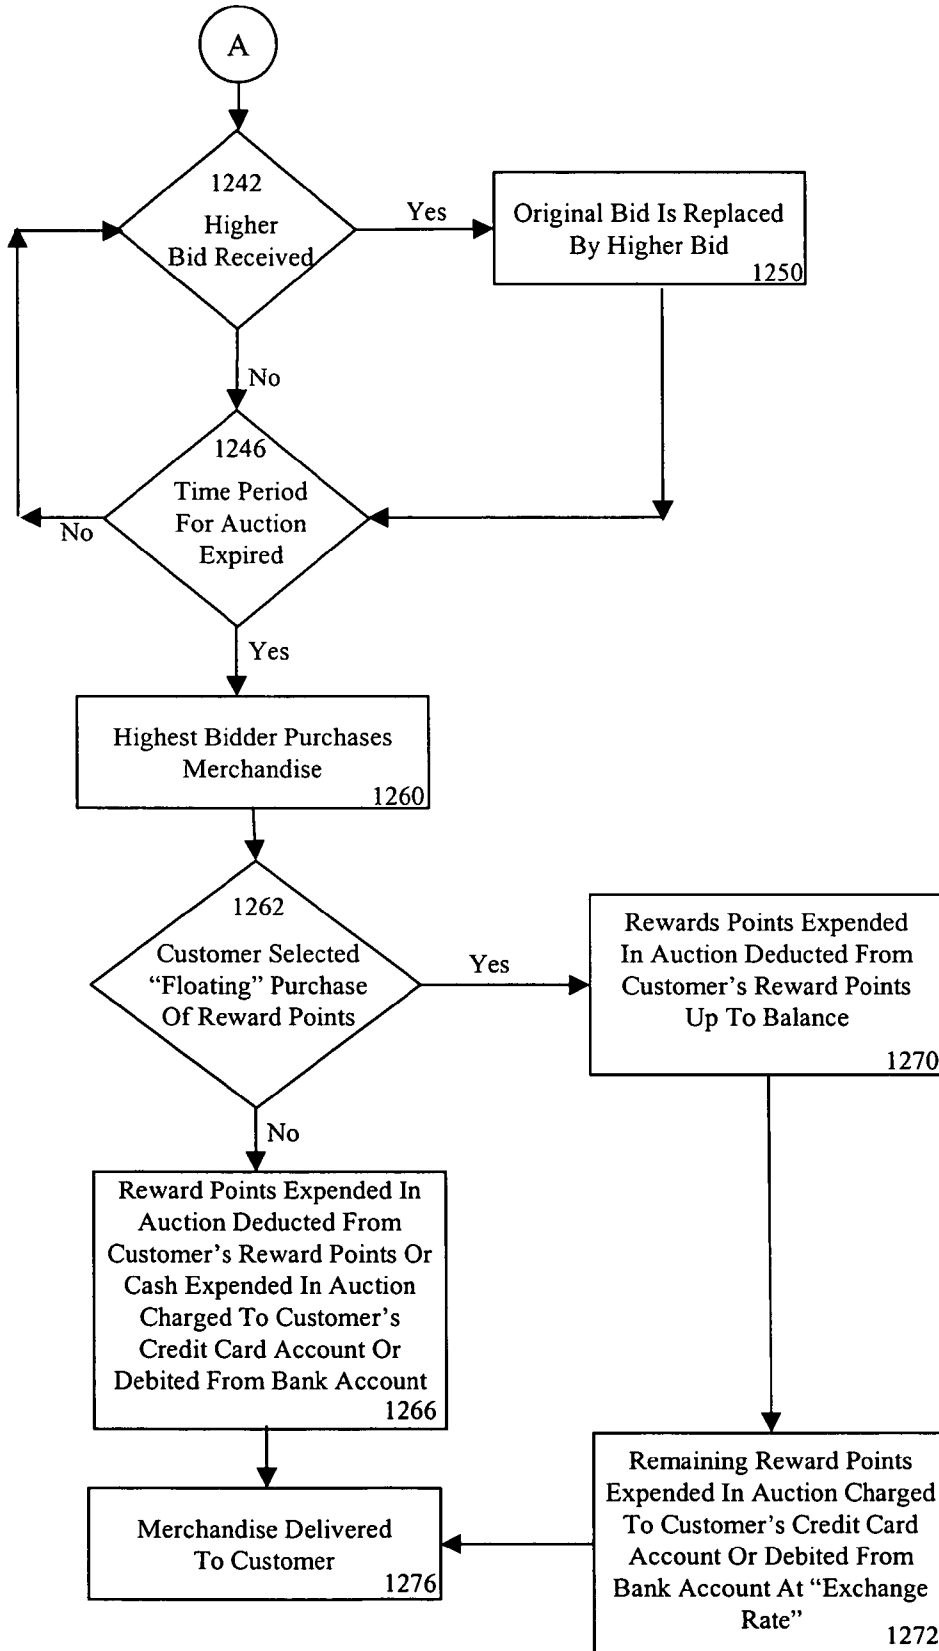 A
1242
Higher
Bid Received
Yes
Original Bid Is Replaced
By Higher Bid
1250
No
1246
Time Period
For Auction
Expired
No
Yes
Highest Bidder Purchases
Merchandise
1260
1262
Customer Selected
“Floating” Purchase
Of Reward Points
Yes
Rewards Points Expended
In Auction Deducted From
Customer’s Reward Points
Up To Balance
1270
No
Reward Points Expended In
Auction Deducted From
Customer’s Reward Points Or
Cash Expended In Auction
Charged To Customer’s
Credit Card Account Or
Debited From Bank Account
1266
Remaining Reward Points
Expended In Auction Charged
To Customer’s Credit Card
Account Or Debited From
Bank Account At “Exchange
Rate”
1272
Merchandise Delivered
To Customer
1276